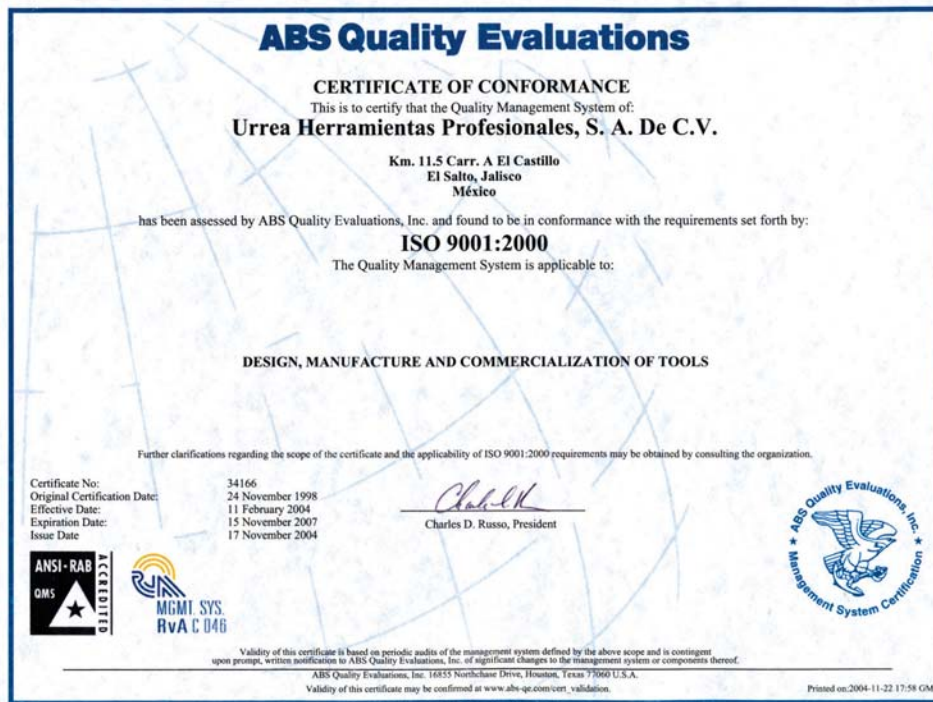 ABS Quality Evaluations
CERTIFICATE OF CONFORMANCE
This is to certify that the Quality Management System of:
Urrea Herramientas Profesionales, S. A. De C.V.
Km. 11.5 Carr. A El Castillo
El Salto, Jalisco
México
has been assessed by ABS Quality Evaluations, Inc. and found to be in conformance with the requirements set forth by:
ISO 9001:2000
The Quality Management System is applicable to:
DESIGN, MANUFACTURE AND COMMERCIALIZATION OF TOOLS
Further clarifications regarding the scope of the certificate and the applicability of ISO 9001:2000 requirements may be obtained by consulting the organization.
Certificate No: 34166
Original Certification Date: 24 November 1998
Effective Date: 11 February 2004
Expiration Date: 15 November 2007
Issue Date 17 November 2004
Charles D. Russo, President
ANSI·RAB
QMS
ACCREDITED
RvA
MGMT. SYS.
RvA C 046
ABS Quality Evaluations, Inc.
Management System Certification
Validity of this certificate is based on periodic audits of the management system defined by the above scope and is contingent
upon prompt, written notification to ABS Quality Evaluations, Inc. of significant changes to the management system or components thereof.
ABS Quality Evaluations, Inc. 16855 Northchase Drive, Houston, Texas 77060 U.S.A.
Validity of this certificate may be confirmed at www.abs-qe.com/cert_validation.
Printed on:2004-11-22 17:58 GM